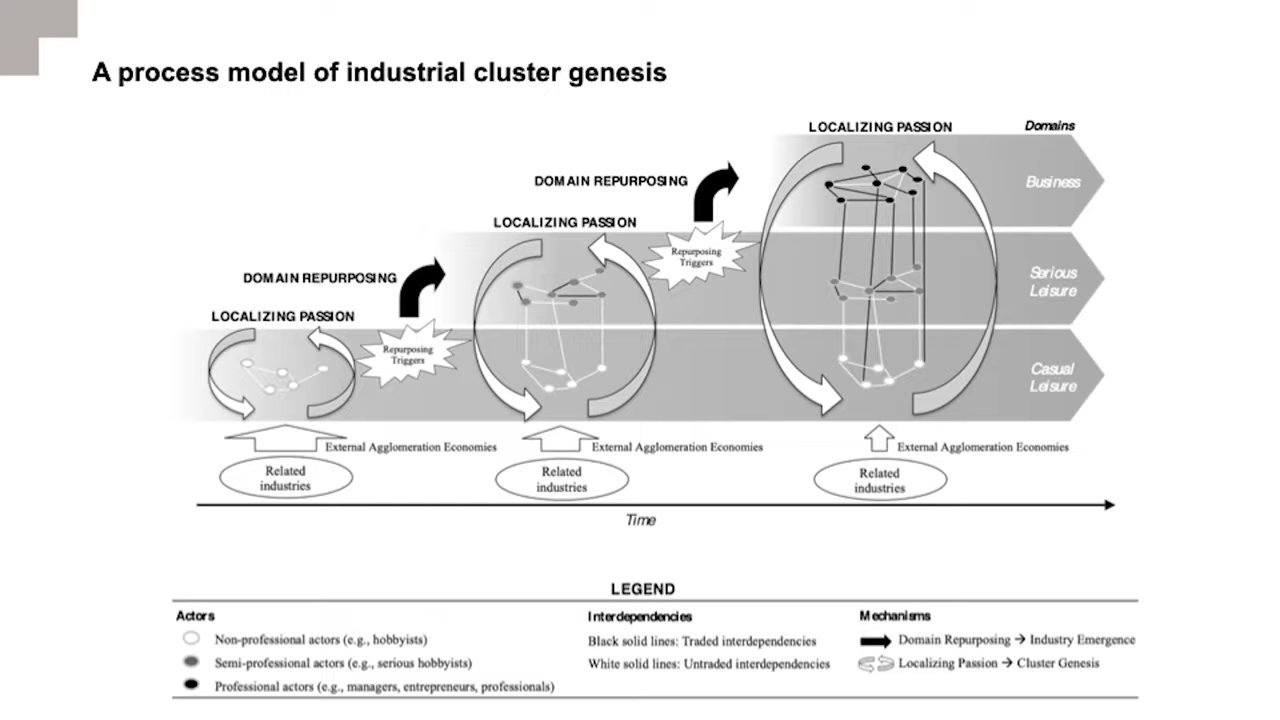 A process model of industrial cluster genesis
LOCALIZING PASSION
Domains
DOMAIN REPURPOSING
Business
LOCALIZING PASSION
Repurposing
Triggers
DOMAIN REPURPOSING
Serious
Leisure
LOCALIZING PASSION
Repurposing
Triggers
Casual
Leisure
External Agglomeration Economies
External Agglomeration Economies
External Agglomeration Economies
Related
industries
Related
industries
Related
industries
Time
LEGEND
Actors
Non-professional actors (e.g., hobbyists)
Semi-professional actors (e.g., serious hobbyists)
Professional actors (e.g., managers, entrepreneurs, professionals)
Interdependencies
Black solid lines: Traded interdependencies
White solid lines: Untraded interdependencies
Mechanisms
Domain Repurposing → Industry Emergence
Localizing Passion → Cluster Genesis